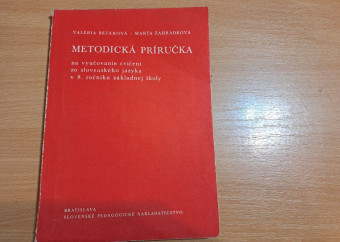 VALÉRIA BETÁKOVÁ - MÁRIA ZAHRÁDKOVÁ
METODICKÁ PRÍRUČKA
na vyučovanie cvičení
zo slovenského jazyka
v 8. ročníku základnej školy
BRATISLAVA
SLOVENSKÉ PEDAGOGICKÉ NAKLADATEĽSTVO